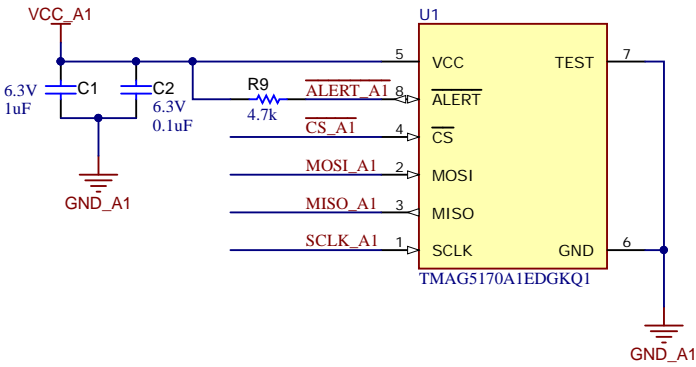 U1
VCC_A1
5 VCC
TEST 7
C1
6.3V
1uF
C2
6.3V
0.1uF
R9
4.7k
ALERT_A1
8 ALERT
CS_A1
4 CS
MOSI_A1
2 MOSI
MISO_A1
3 MISO
SCLK_A1
1 SCLK
GND 6
GND_A1
TMAG5170A1EDGKQ1
GND_A1